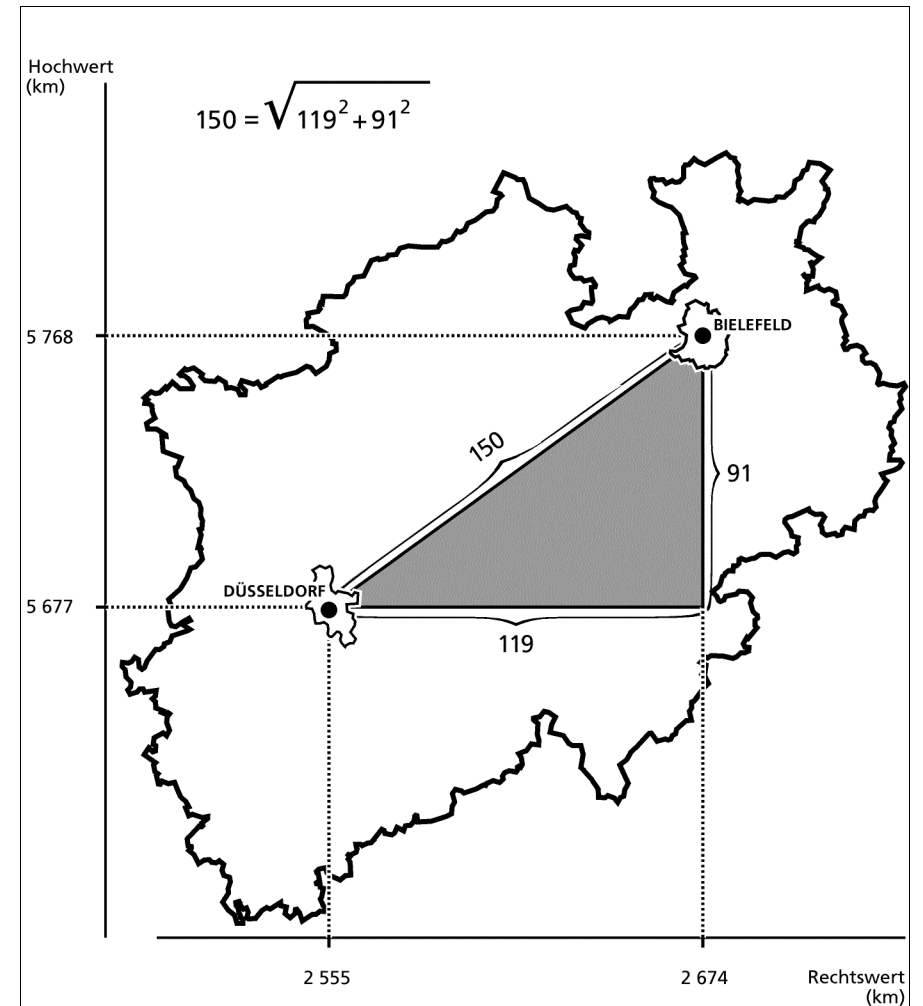 Hochwert
(km)
150 = √119² + 91²
BIELEFELD
5 768
150
91
DÜSSELDORF
5 677
119
2 555
2 674
Rechtswert
(km)